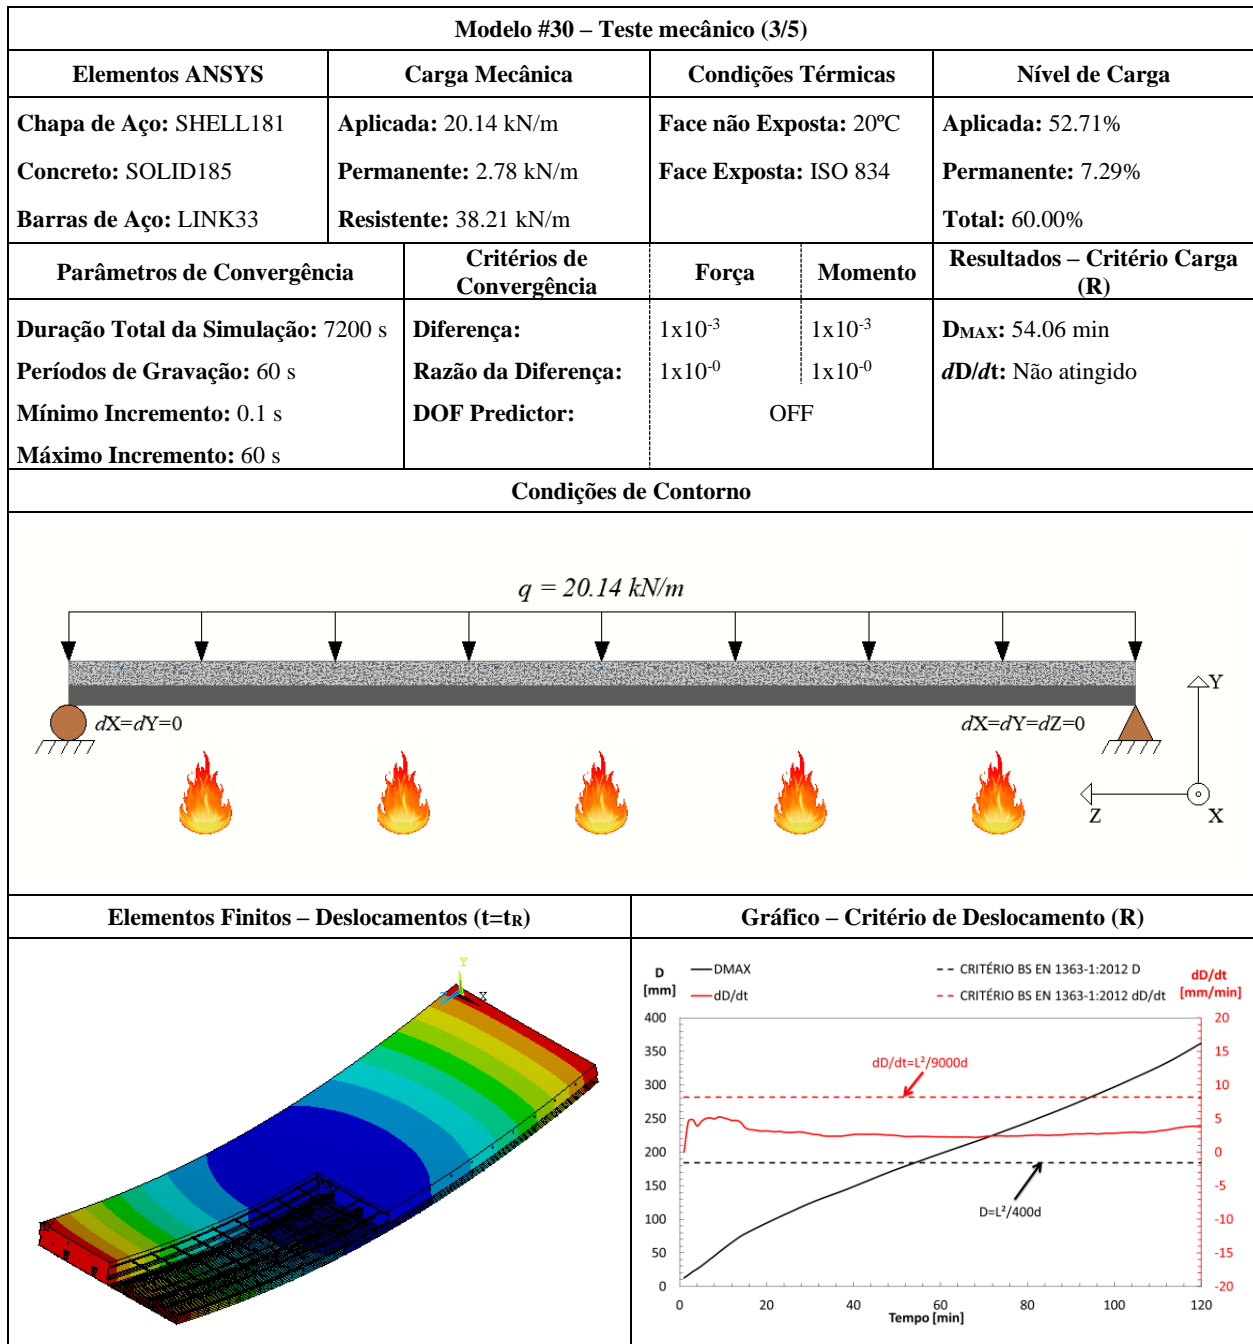 Modelo #30 – Teste mecânico (3/5)
Elementos ANSYS
Carga Mecânica
Condições Térmicas
Nível de Carga
Chapa de Aço: SHELL181
Concreto: SOLID185
Barras de Aço: LINK33
Aplicada: 20.14 kN/m
Permanente: 2.78 kN/m
Resistente: 38.21 kN/m
Face não Exposta: 20ºC
Face Exposta: ISO 834
Aplicada: 52.71%
Permanente: 7.29%
Total: 60.00%
Parâmetros de Convergência
Critérios de
Convergência
Força
Momento
Resultados – Critério Carga
(R)
Duração Total da Simulação: 7200 s
Períodos de Gravação: 60 s
Mínimo Incremento: 0.1 s
Máximo Incremento: 60 s
Diferença: 1x10⁻³ 1x10⁻³
Razão da Diferença: 1x10⁻⁰ 1x10⁻⁰
DOF Predictor: OFF
DMAX: 54.06 min
dD/dt: Não atingido
Condições de Contorno
q = 20.14 kN/m
dX=dY=0
dX=dY=dZ=0
Y
Z
X
Elementos Finitos – Deslocamentos (t=tR)
Gráfico – Critério de Deslocamento (R)
Y
X
D
[mm]
DMAX
dD/dt
CRITÉRIO BS EN 1363-1:2012 D
CRITÉRIO BS EN 1363-1:2012 dD/dt
dD/dt
[mm/min]
400
350
300
250
200
150
100
50
0
20
15
10
5
0
-5
-10
-15
-20
dD/dt=L²/9000d
D=L²/400d
0 20 40 60 80 100 120
Tempo [min]